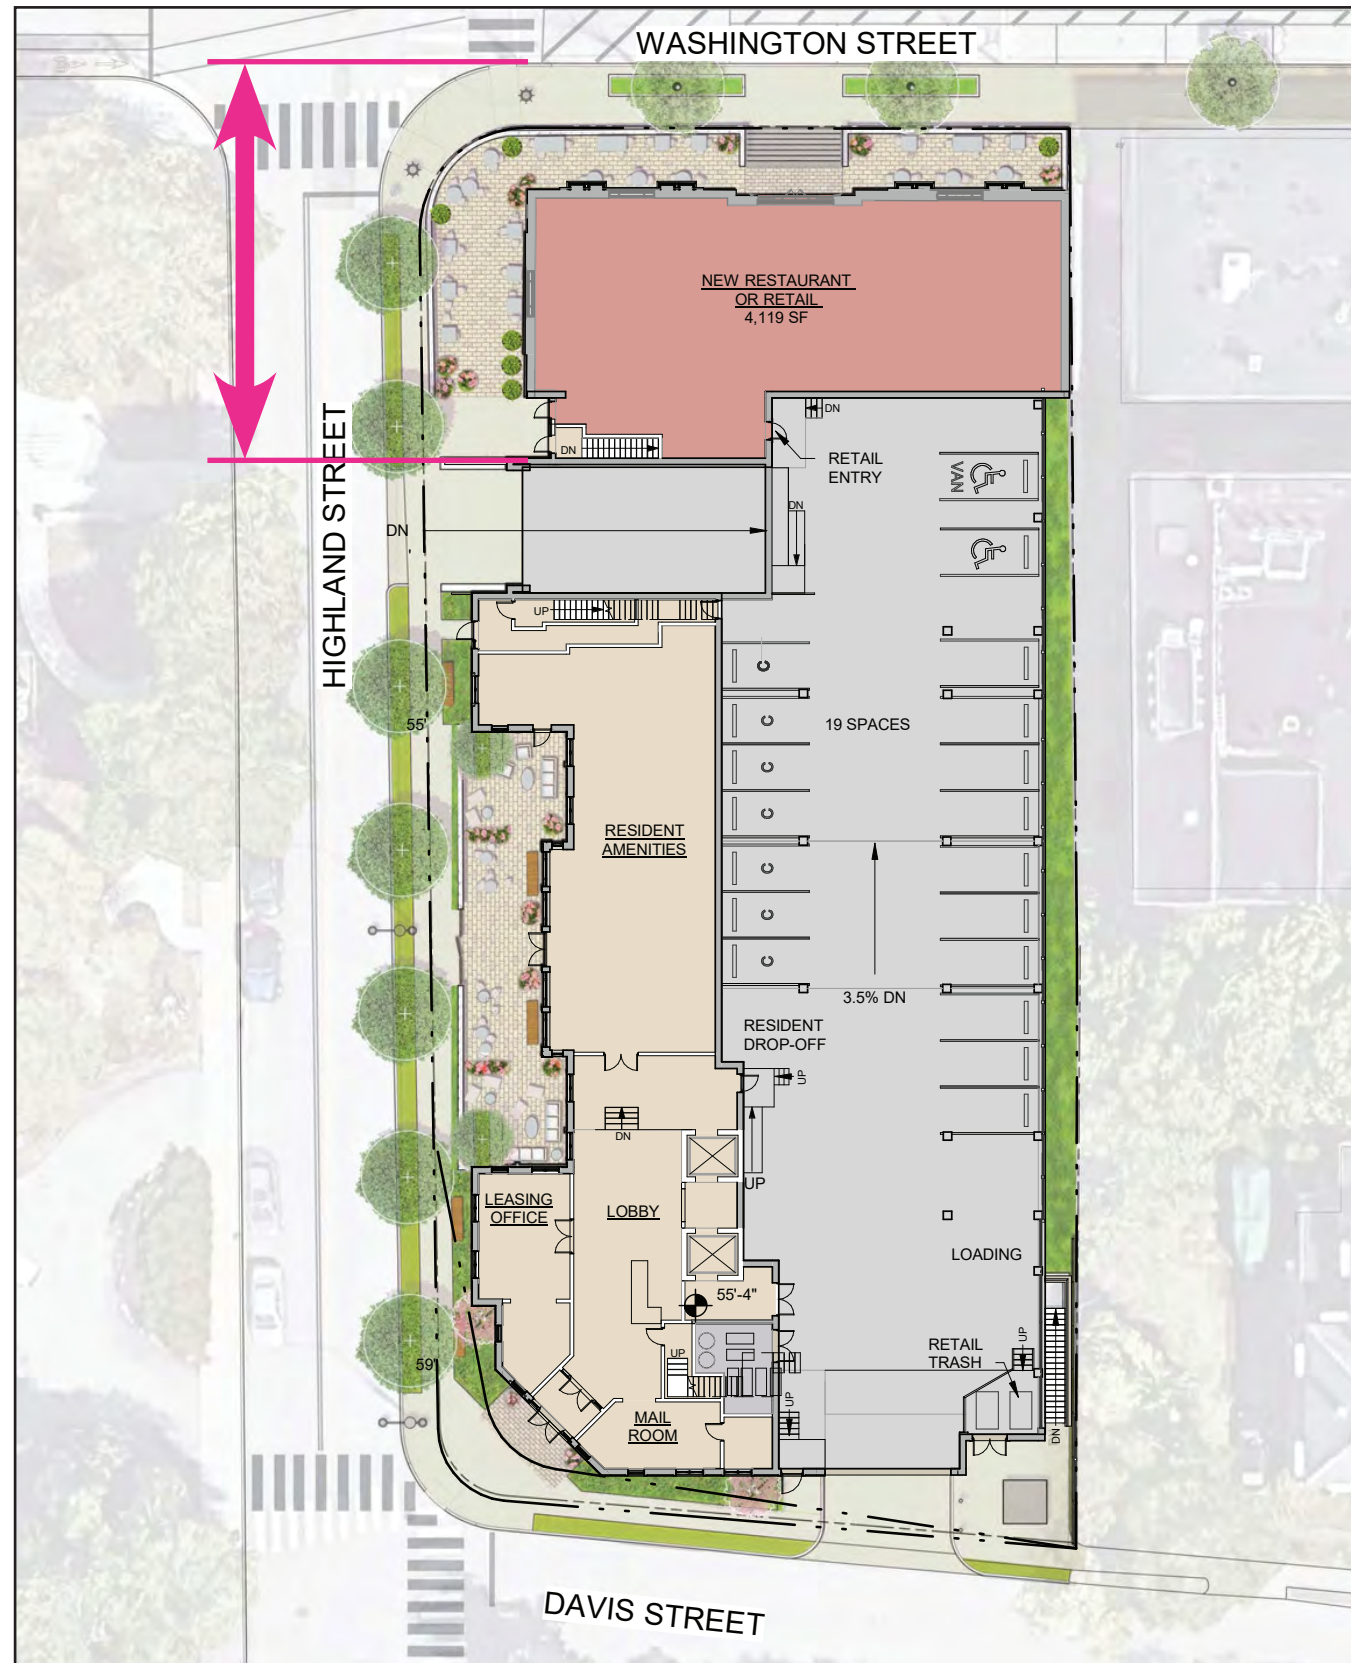 WASHINGTON STREET
NEW RESTAURANT
OR RETAIL
4,119 SF
DN
DN
RETAIL
ENTRY
VAN
HIGHLAND STREET
DN
DN
UP
C
55'
C
19 SPACES
C
C
RESIDENT
AMENITIES
C
C
C
3.5% DN
RESIDENT
DROP-OFF
UP
DN
UP
LEASING
OFFICE
LOBBY
LOADING
55'-4"
RETAIL
TRASH
UP
UP
59'
UP
MAIL
ROOM
DN
DAVIS STREET